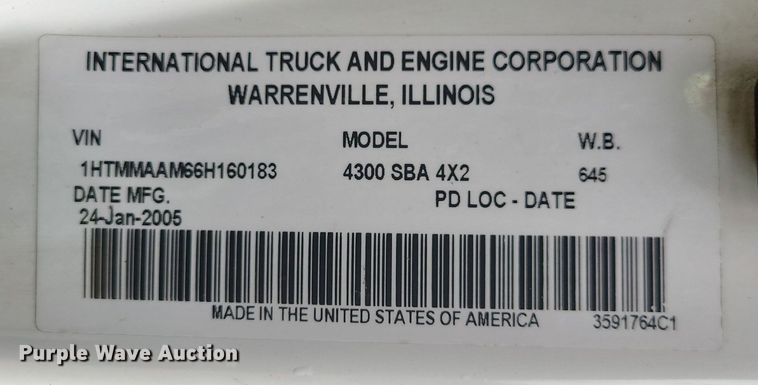 INTERNATIONAL TRUCK AND ENGINE CORPORATION
WARRENVILLE, ILLINOIS
VIN MODEL W.B.
1HTMMAAM66H160183 4300 SBA 4X2 645
DATE MFG. PD LOC - DATE
24-Jan-2005
MADE IN THE UNITED STATES OF AMERICA 3591764C1
Purple Wave Auction